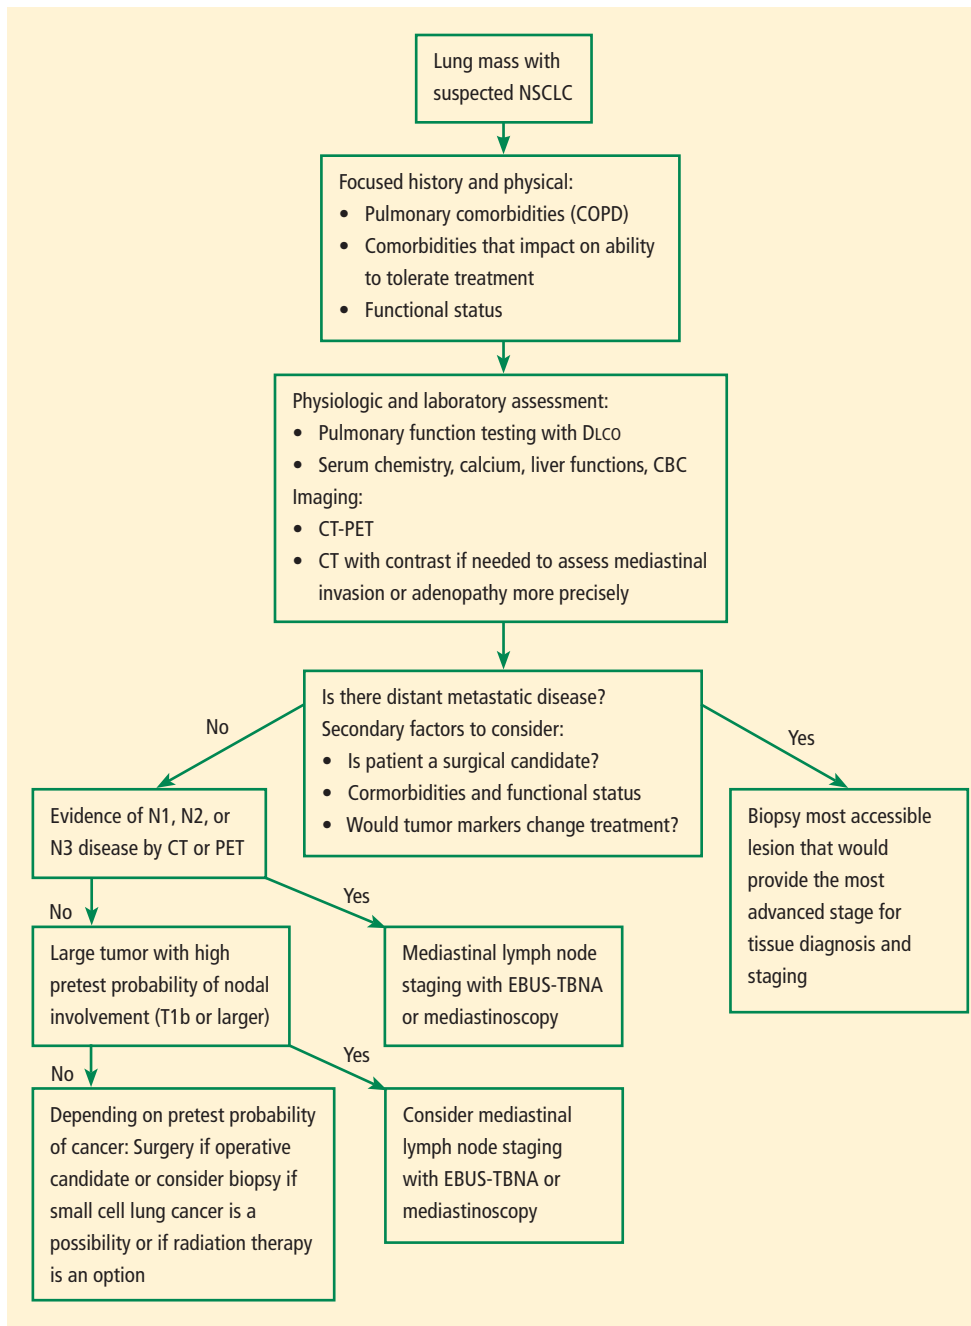 Lung mass with
suspected NSCLC
Focused history and physical:
• Pulmonary comorbidities (COPD)
• Comorbidities that impact on ability
to tolerate treatment
• Functional status
Physiologic and laboratory assessment:
• Pulmonary function testing with DLCO
• Serum chemistry, calcium, liver functions, CBC
Imaging:
• CT-PET
• CT with contrast if needed to assess mediastinal
invasion or adenopathy more precisely
Is there distant metastatic disease?
Secondary factors to consider:
• Is patient a surgical candidate?
• Cormorbidities and functional status
• Would tumor markers change treatment?
No
Yes
Evidence of N1, N2, or
N3 disease by CT or PET
Biopsy most accessible
lesion that would
provide the most
advanced stage for
tissue diagnosis and
staging
No
Yes
Large tumor with high
pretest probability of nodal
involvement (T1b or larger)
Mediastinal lymph node
staging with EBUS-TBNA
or mediastinoscopy
No
Yes
Depending on pretest probability
of cancer: Surgery if operative
candidate or consider biopsy if
small cell lung cancer is a
possibility or if radiation therapy
is an option
Consider mediastinal
lymph node staging
with EBUS-TBNA or
mediastinoscopy